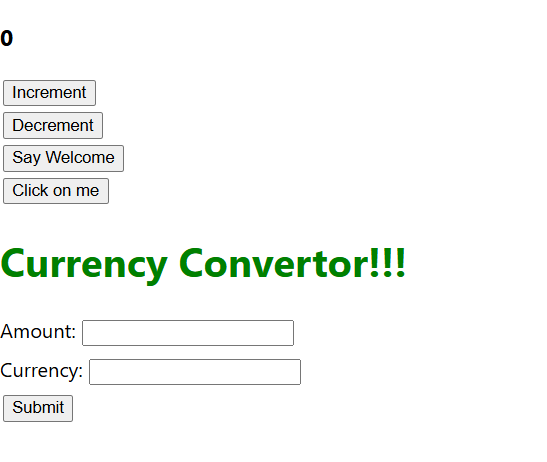 0
Increment
Decrement
Say Welcome
Click on me
Currency Convertor!!!
Amount:
Currency:
Submit